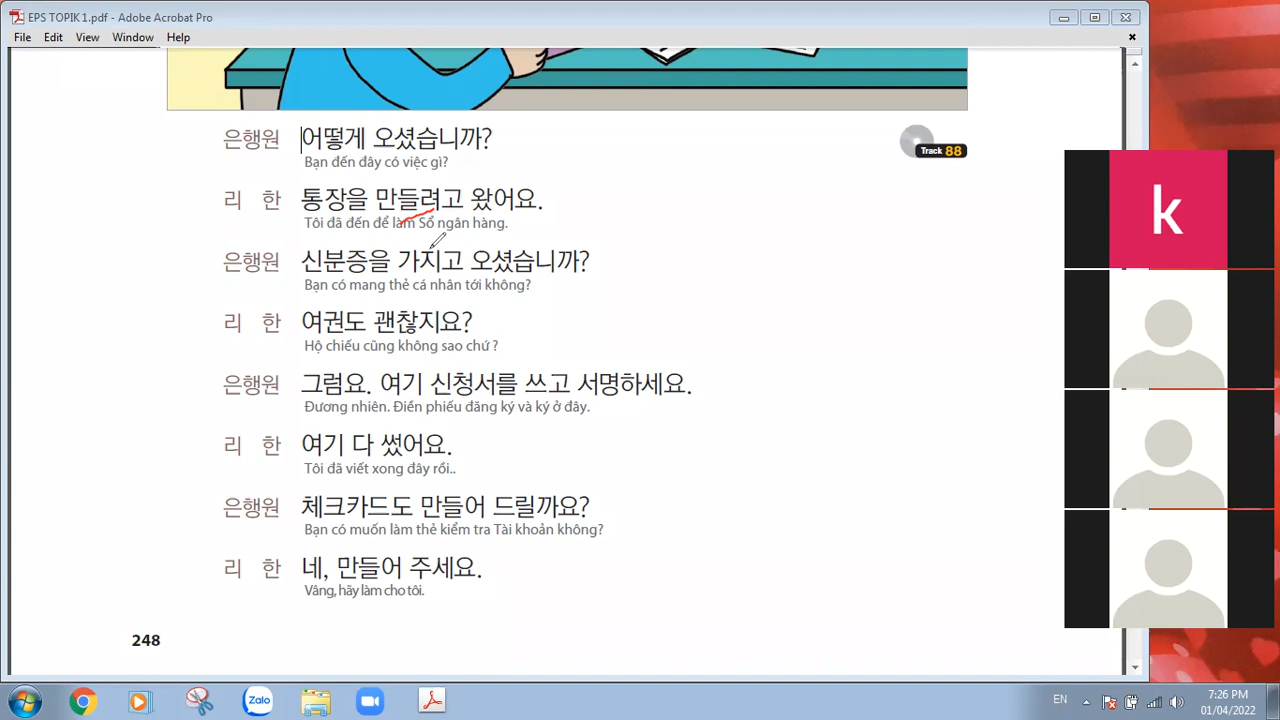 EPS TOPIK 1.pdf - Adobe Acrobat Pro
File Edit View Window Help
은행원 어떻게 오셨습니까?
Track 88
Bạn đến đây có việc gì?
리 한 통장을 만들려고 왔어요.
Tôi đã đến để làm Sổ ngân hàng.
은행원 신분증을 가지고 오셨습니까?
Bạn có mang thẻ cá nhân tới không?
리 한 여권도 괜찮지요?
Hộ chiếu cũng không sao chứ ?
은행원 그럼요. 여기 신청서를 쓰고 서명하세요.
Đương nhiên. Điền phiếu đăng ký và ký ở đây.
리 한 여기 다 썼어요.
Tôi đã viết xong đây rồi..
은행원 체크카드도 만들어 드릴까요?
Bạn có muốn làm thẻ kiểm tra Tài khoản không?
리 한 네, 만들어 주세요.
Vâng, hãy làm cho tôi.
248
k
Zalo
EN
7:26 PM
01/04/2022